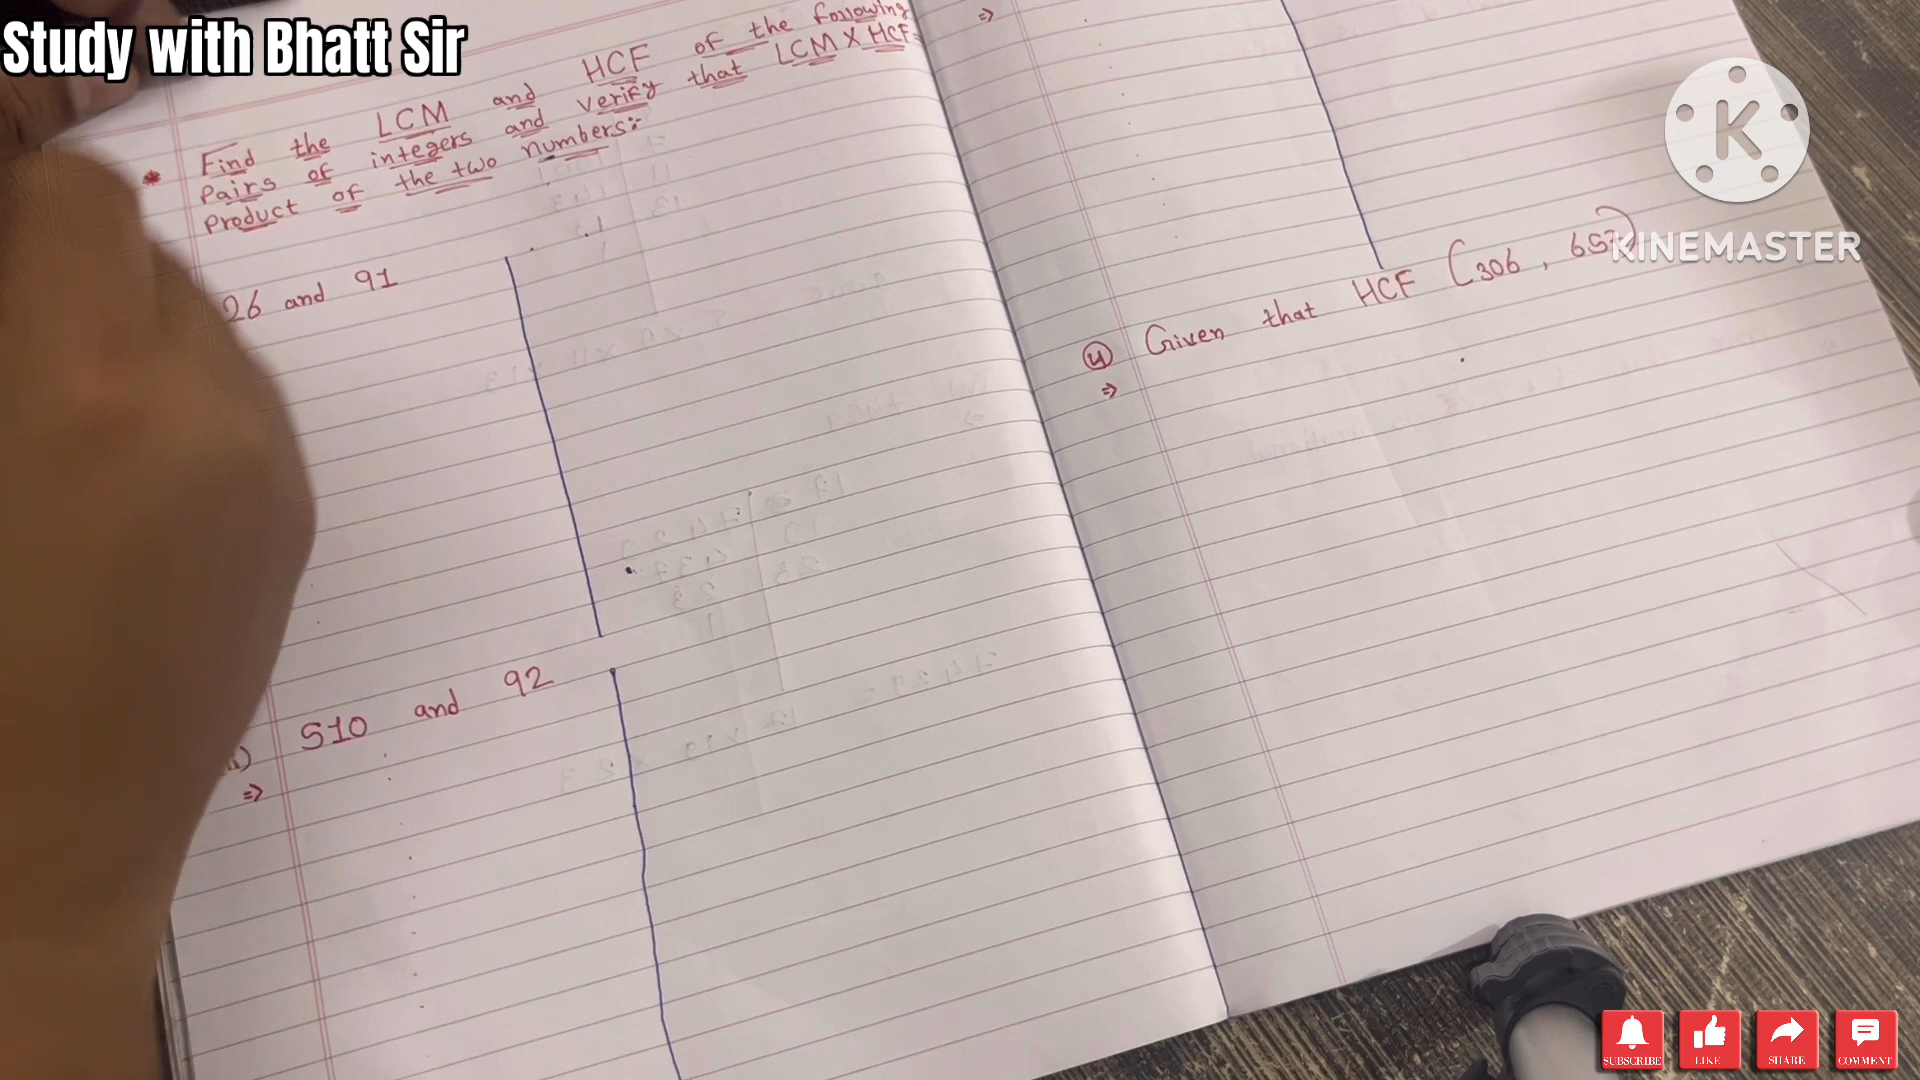 Study with Bhatt Sir
* Find the LCM and HCF of the following
Pairs of integers and verify that LCM X HCF =
Product of the two numbers:-
26 and 91
510 and 92
=>
=>
④ Given that HCF (306, 657)
=>
K
KINEMASTER
SUBSCRIBE
LIKE
SHARE
COMMENT